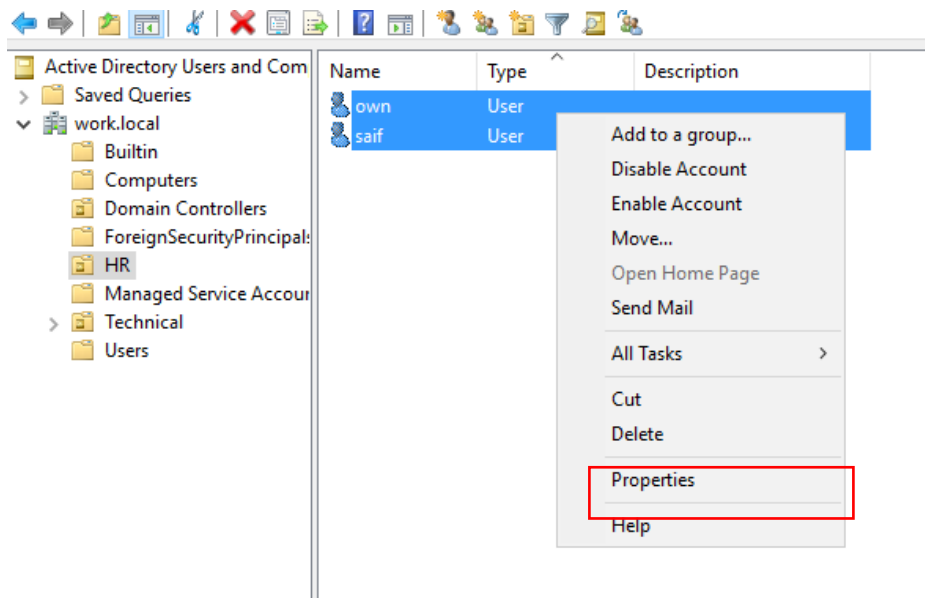 Active Directory Users and Com
Saved Queries
work.local
Builtin
Computers
Domain Controllers
ForeignSecurityPrincipals
HR
Managed Service Accour
Technical
Users
Name Type Description
own User
saif User
Add to a group...
Disable Account
Enable Account
Move...
Open Home Page
Send Mail
All Tasks
Cut
Delete
Properties
Help